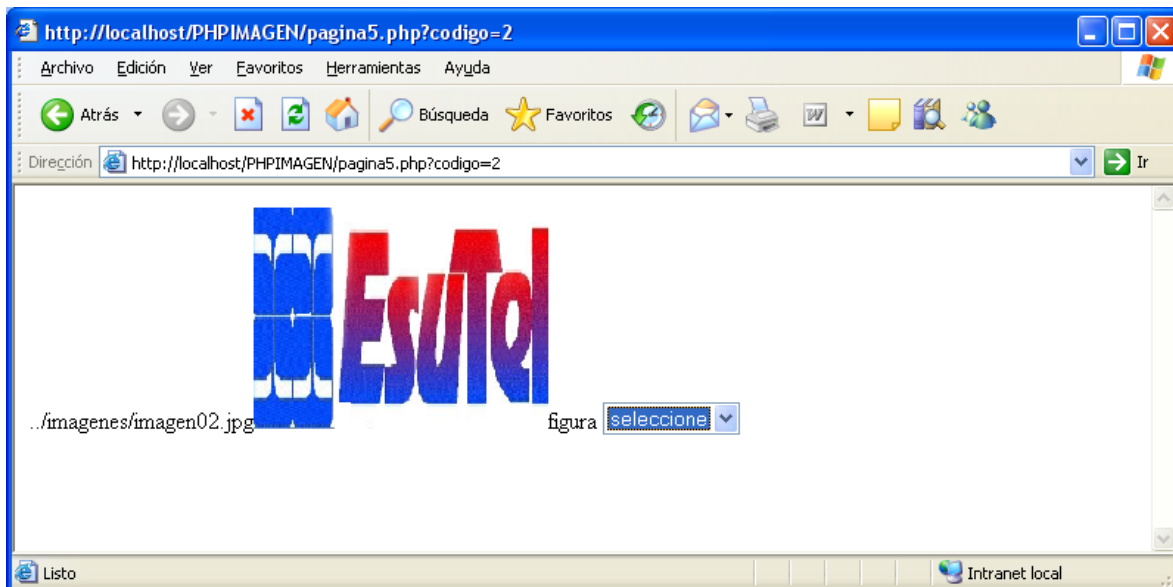 http://localhost/PHPIMAGEN/pagina5.php?codigo=2
Archivo Edición Ver Favoritos Herramientas Ayuda
Atrás Búsqueda Favoritos W
Dirección http://localhost/PHPIMAGEN/pagina5.php?codigo=2 Ir
EsuTel
../imagenes/imagen02.jpg figura seleccione
Listo Intranet local